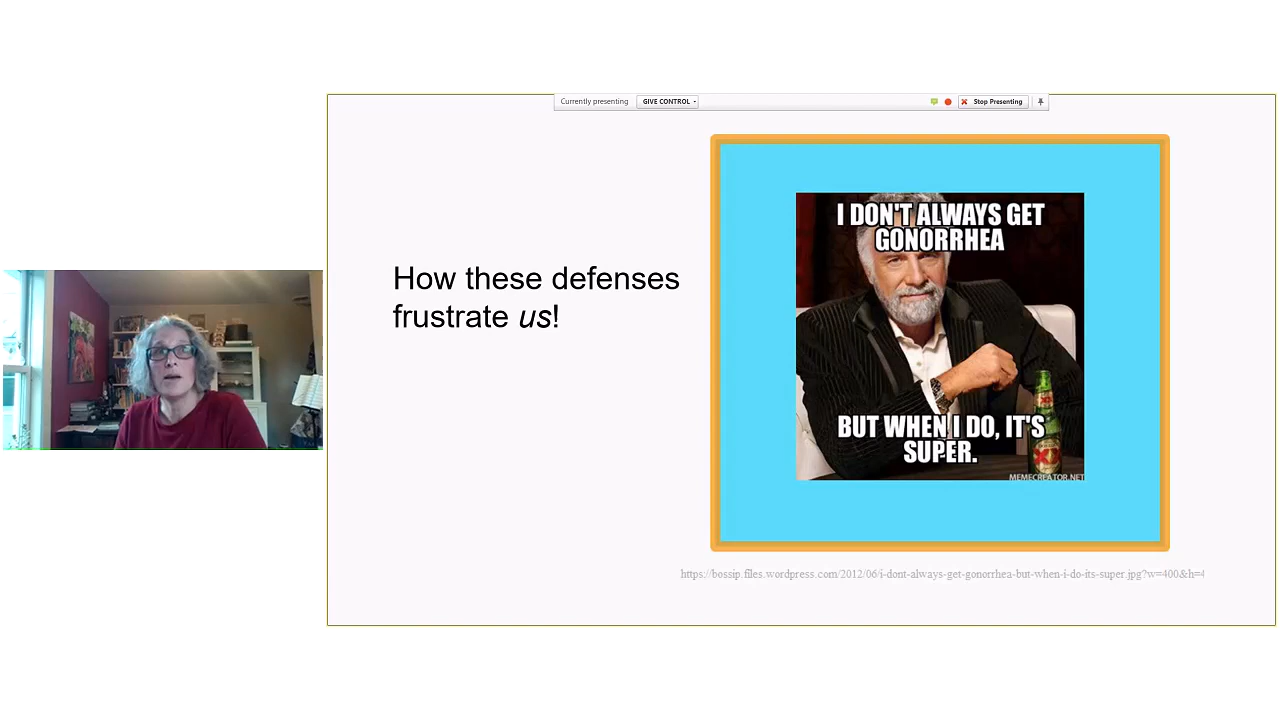 Currently presenting
GIVE CONTROL
Stop Presenting
How these defenses
frustrate us!
I DON'T ALWAYS GET
GONORRHEA
BUT WHEN I DO, IT'S
SUPER.
XX
MEMECREATOR.NET
https://bossip.files.wordpress.com/2012/06/i-dont-always-get-gonorrhea-but-when-i-do-its-super.jpg?w=400&h=4